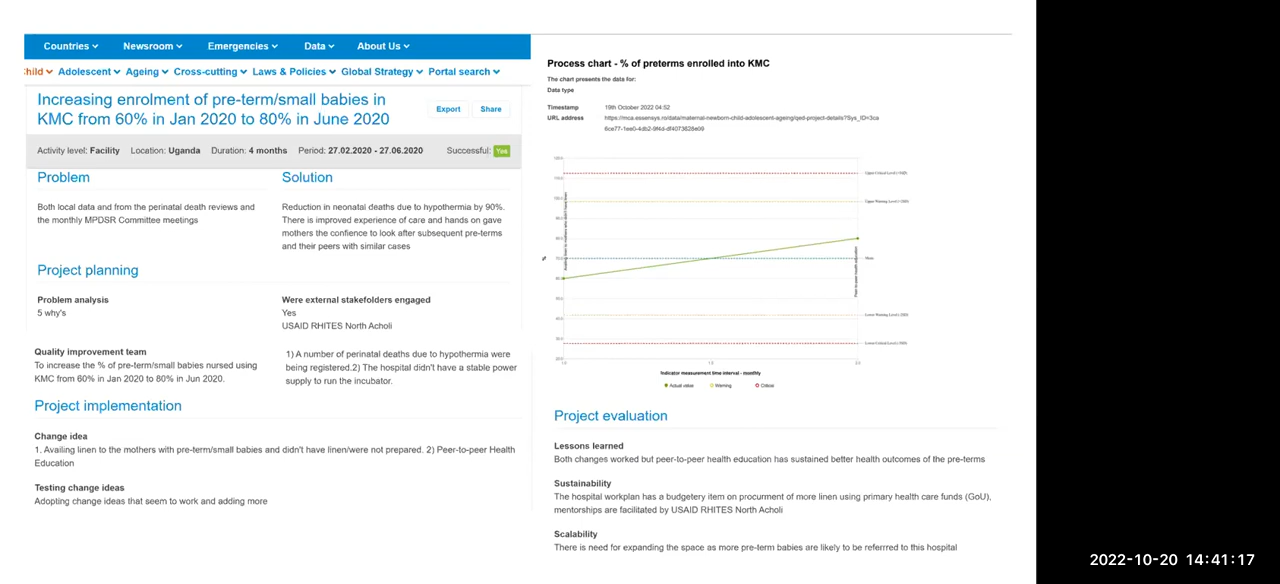 Countries Newsroom Emergencies Data About Us
Child Adolescent Ageing Cross-cutting Laws & Policies Global Strategy Portal search
Increasing enrolment of pre-term/small babies in
KMC from 60% in Jan 2020 to 80% in June 2020
Export Share
Activity level: Facility Location: Uganda Duration: 4 months Period: 27.02.2020 - 27.06.2020 Successful: Yes
Problem
Both local data and from the perinatal death reviews and
the monthly MPDSR Committee meetings
Solution
Reduction in neonatal deaths due to hypothermia by 90%.
There is improved experience of care and hands on gave
mothers the confience to look after subsequent pre-terms
and their peers with similar cases
Project planning
Problem analysis
5 why's
Were external stakefolders engaged
Yes
USAID RHITES North Acholi
Quality improvement team
To increase the % of pre-term/small babies nursed using
KMC from 60% in Jan 2020 to 80% in Jun 2020.
1) A number of perinatal deaths due to hypothermia were
being registered.2) The hospital didn't have a stable power
supply to run the incubator.
Project implementation
Change idea
1. Availing linen to the mothers with pre-term/small babies and didn't have linen/were not prepared. 2) Peer-to-peer Health
Education
Testing change ideas
Adopting change ideas that seem to work and adding more
Process chart - % of preterms enrolled into KMC
The chart presents the data for:
Data type
Timestamp 19th October 2022 04:52
URL address
%
Peer-to-peer health education
Mean
Indicator measurement time interval - monthly
Actual value Warning Critical
Project evaluation
Lessons learned
Both changes worked but peer-to-peer health education has sustained better health outcomes of the pre-terms
Sustainability
The hospital workplan has a budgetery item on procurment of more linen using primary health care funds (GoU),
mentorships are facilitated by USAID RHITES North Acholi
Scalability
There is need for expanding the space as more pre-term babies are likely to be referrred to this hospital
2022-10-20 14:41:17